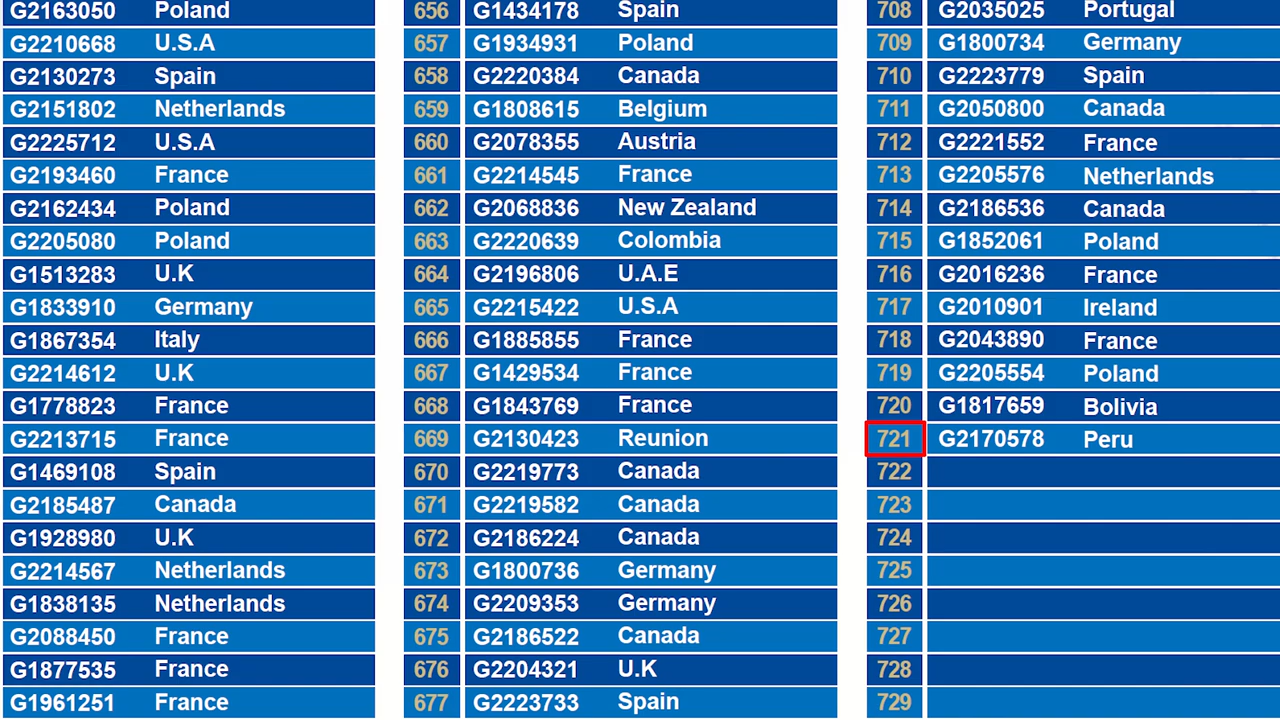 G2163050 Poland 656 G1434178 Spain 708 G2035025 Portugal
G2210668 U.S.A 657 G1934931 Poland 709 G1800734 Germany
G2130273 Spain 658 G2220384 Canada 710 G2223779 Spain
G2151802 Netherlands 659 G1808615 Belgium 711 G2050800 Canada
G2225712 U.S.A 660 G2078355 Austria 712 G2221552 France
G2193460 France 661 G2214545 France 713 G2205576 Netherlands
G2162434 Poland 662 G2068836 New Zealand 714 G2186536 Canada
G2205080 Poland 663 G2220639 Colombia 715 G1852061 Poland
G1513283 U.K 664 G2196806 U.A.E 716 G2016236 France
G1833910 Germany 665 G2215422 U.S.A 717 G2010901 Ireland
G1867354 Italy 666 G1885855 France 718 G2043890 France
G2214612 U.K 667 G1429534 France 719 G2205554 Poland
G1778823 France 668 G1843769 France 720 G1817659 Bolivia
G2213715 France 669 G2130423 Reunion 721 G2170578 Peru
G1469108 Spain 670 G2219773 Canada 722
G2185487 Canada 671 G2219582 Canada 723
G1928980 U.K 672 G2186224 Canada 724
G2214567 Netherlands 673 G1800736 Germany 725
G1838135 Netherlands 674 G2209353 Germany 726
G2088450 France 675 G2186522 Canada 727
G1877535 France 676 G2204321 U.K 728
G1961251 France 677 G2223733 Spain 729